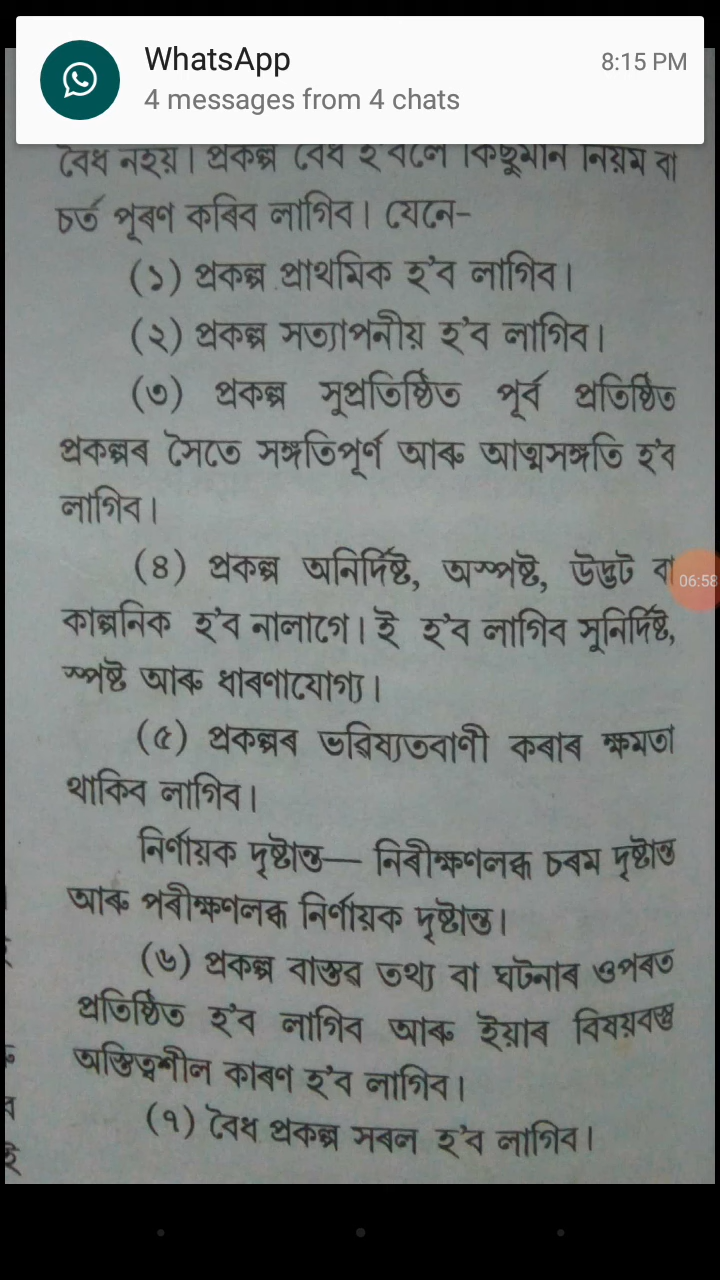 WhatsApp 8:15 PM
4 messages from 4 chats
বৈধ নহয়। প্ৰকল্প বৈধ হ'বলে কিছুমান নিয়ম বা
চৰ্ত পূৰণ কৰিব লাগিব। যেনে–
(১) প্ৰকল্প প্ৰাথমিক হ'ব লাগিব।
(২) প্ৰকল্প সত্যাপনীয় হ'ব লাগিব।
(৩) প্ৰকল্প সুপ্ৰতিষ্ঠিত পূৰ্ব প্ৰতিষ্ঠিত
প্ৰকল্পৰ সৈতে সঙ্গতিপূৰ্ণ আৰু আত্মসঙ্গতি হ'ব
লাগিব।
(৪) প্ৰকল্প অনিৰ্দিষ্ট, অস্পষ্ট, উদ্ভট বা
06:58
কাল্পনিক হ'ব নালাগে। ই হ'ব লাগিব সুনিৰ্দিষ্ট,
স্পষ্ট আৰু ধাৰণাযোগ্য।
(৫) প্ৰকল্পৰ ভৱিষ্যতবাণী কৰাৰ ক্ষমতা
থাকিব লাগিব।
নিৰ্ণায়ক দৃষ্টান্ত— নিৰীক্ষণলব্ধ চৰম দৃষ্টান্ত
আৰু পৰীক্ষণলব্ধ নিৰ্ণায়ক দৃষ্টান্ত।
(৬) প্ৰকল্প বাস্তৱ তথ্য বা ঘটনাৰ ওপৰত
প্ৰতিষ্ঠিত হ'ব লাগিব আৰু ইয়াৰ বিষয়বস্তু
অস্তিত্বশীল কাৰণ হ'ব লাগিব।
(৭) বৈধ প্ৰকল্প সৰল হ'ব লাগিব।